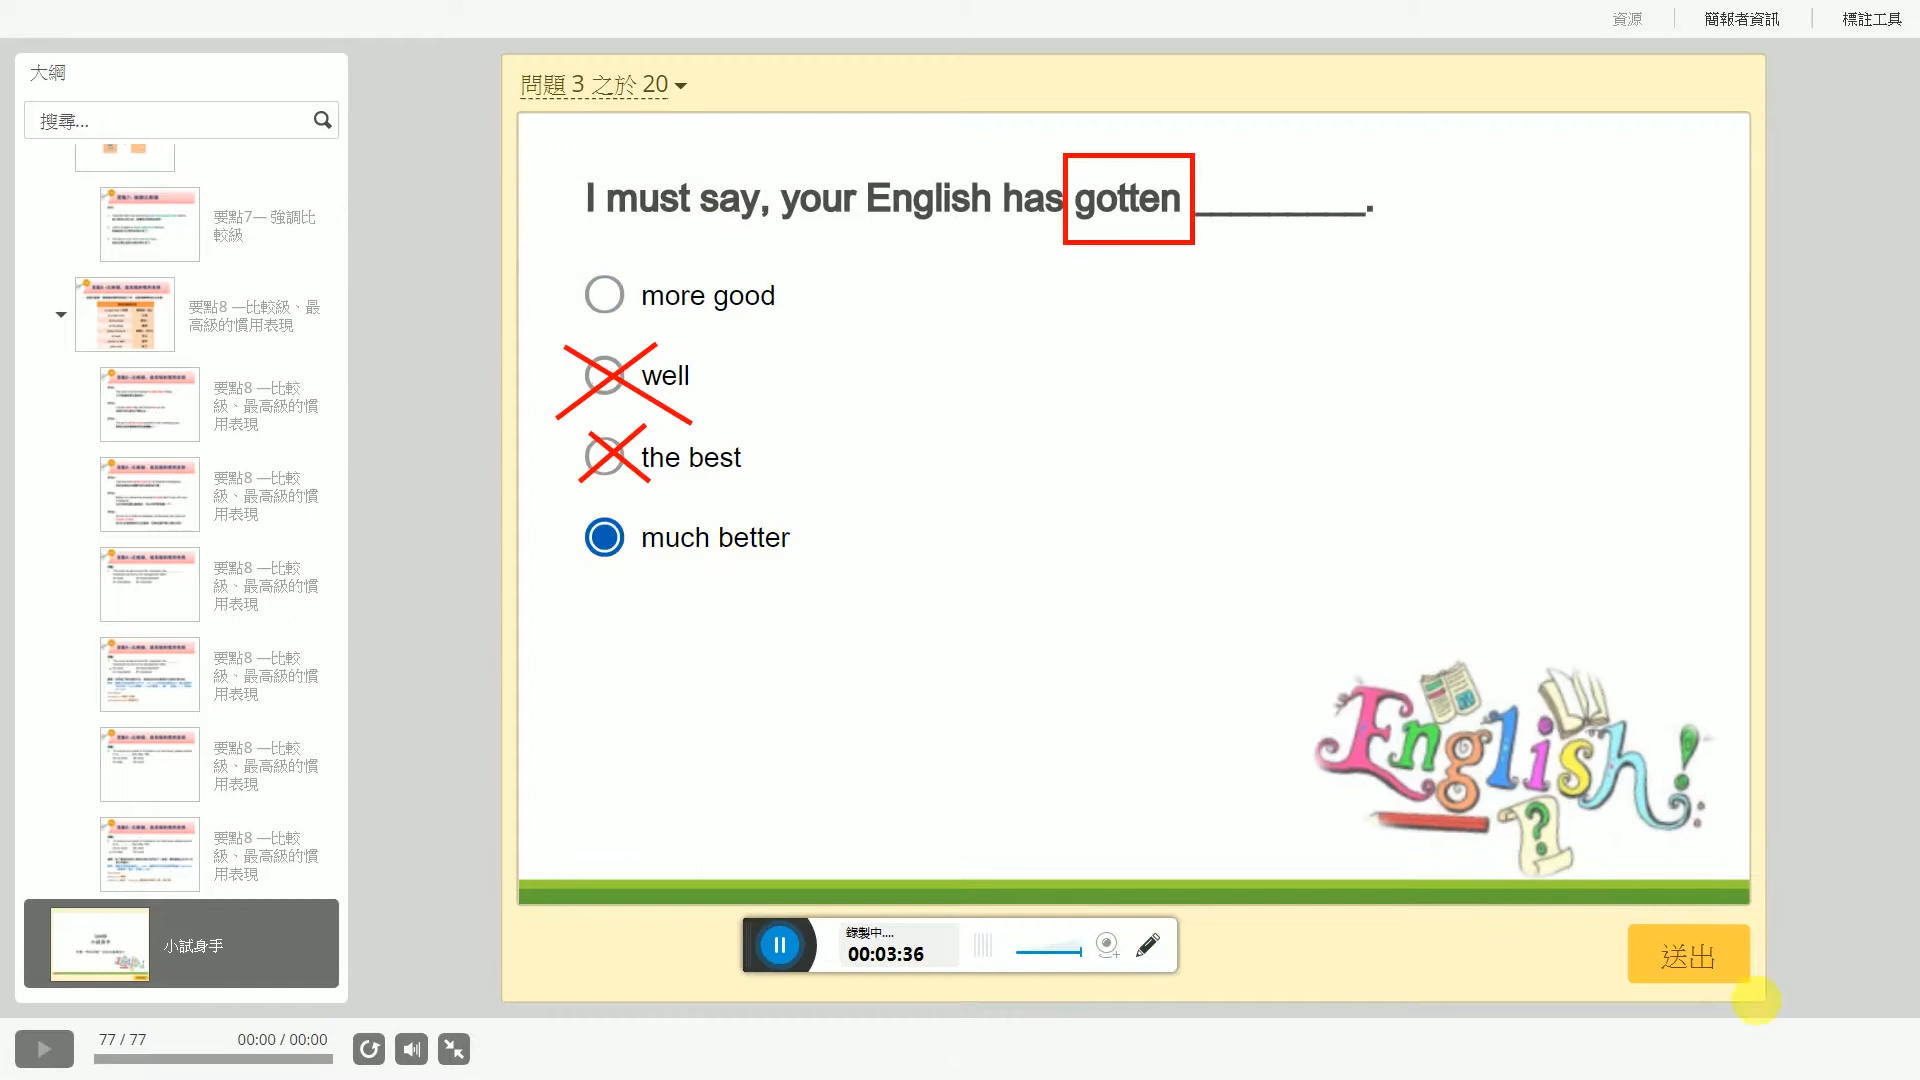 資源
簡報者資訊
標註工具
大綱
搜尋...
要點7— 強調比
較級
要點8 —比較級、最
高級的慣用表現
要點8 —比較
級、最高級的慣
用表現
要點8 —比較
級、最高級的慣
用表現
要點8 —比較
級、最高級的慣
用表現
要點8 —比較
級、最高級的慣
用表現
要點8 —比較
級、最高級的慣
用表現
要點8 —比較
級、最高級的慣
用表現
小試身手
問題 3 之於 20
I must say, your English has gotten __________.
more good
well
the best
much better
English!
?
錄製中....
00:03:36
送出
77 / 77
00:00 / 00:00